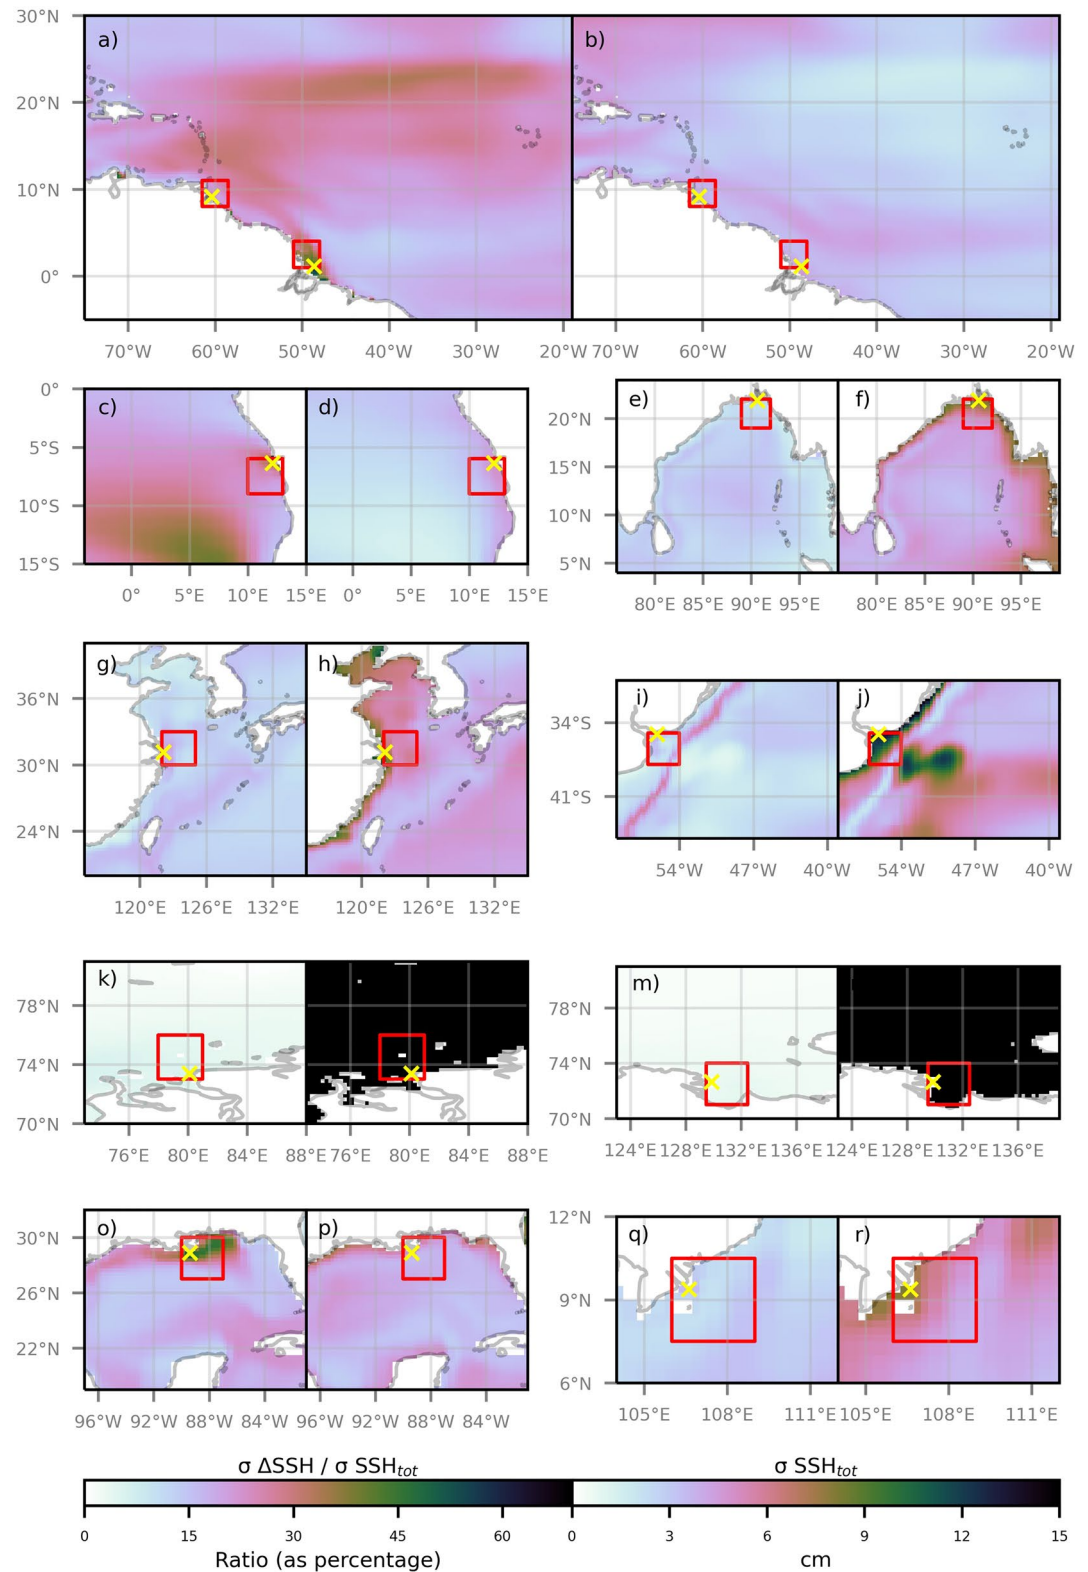 30°N
a)
b)
20°N
10°N
0°
70°W 60°W 50°W 40°W 30°W 20°W 70°W 60°W 50°W 40°W 30°W 20°W
0°
c)
d)
5°S
10°S
15°S
0° 5°E 10°E 15°E 0° 5°E 10°E 15°E
e)
f)
20°N
15°N
10°N
5°N
80°E 85°E 90°E 95°E 80°E 85°E 90°E 95°E
g)
h)
36°N
30°N
24°N
120°E 126°E 132°E 120°E 126°E 132°E
i)
j)
34°S
41°S
54°W 47°W 40°W 54°W 47°W 40°W
k)
78°N
74°N
70°N
76°E 80°E 84°E 88°E 76°E 80°E 84°E 88°E
m)
78°N
74°N
70°N
124°E 128°E 132°E 136°E 124°E 128°E 132°E 136°E
o)
p)
30°N
26°N
22°N
96°W 92°W 88°W 84°W 96°W 92°W 88°W 84°W
q)
r)
12°N
9°N
6°N
105°E 108°E 111°E 105°E 108°E 111°E
σ ΔSSH / σ SSH_tot
σ SSH_tot
0 15 30 45 60 0 3 6 9 12 15
Ratio (as percentage)
cm